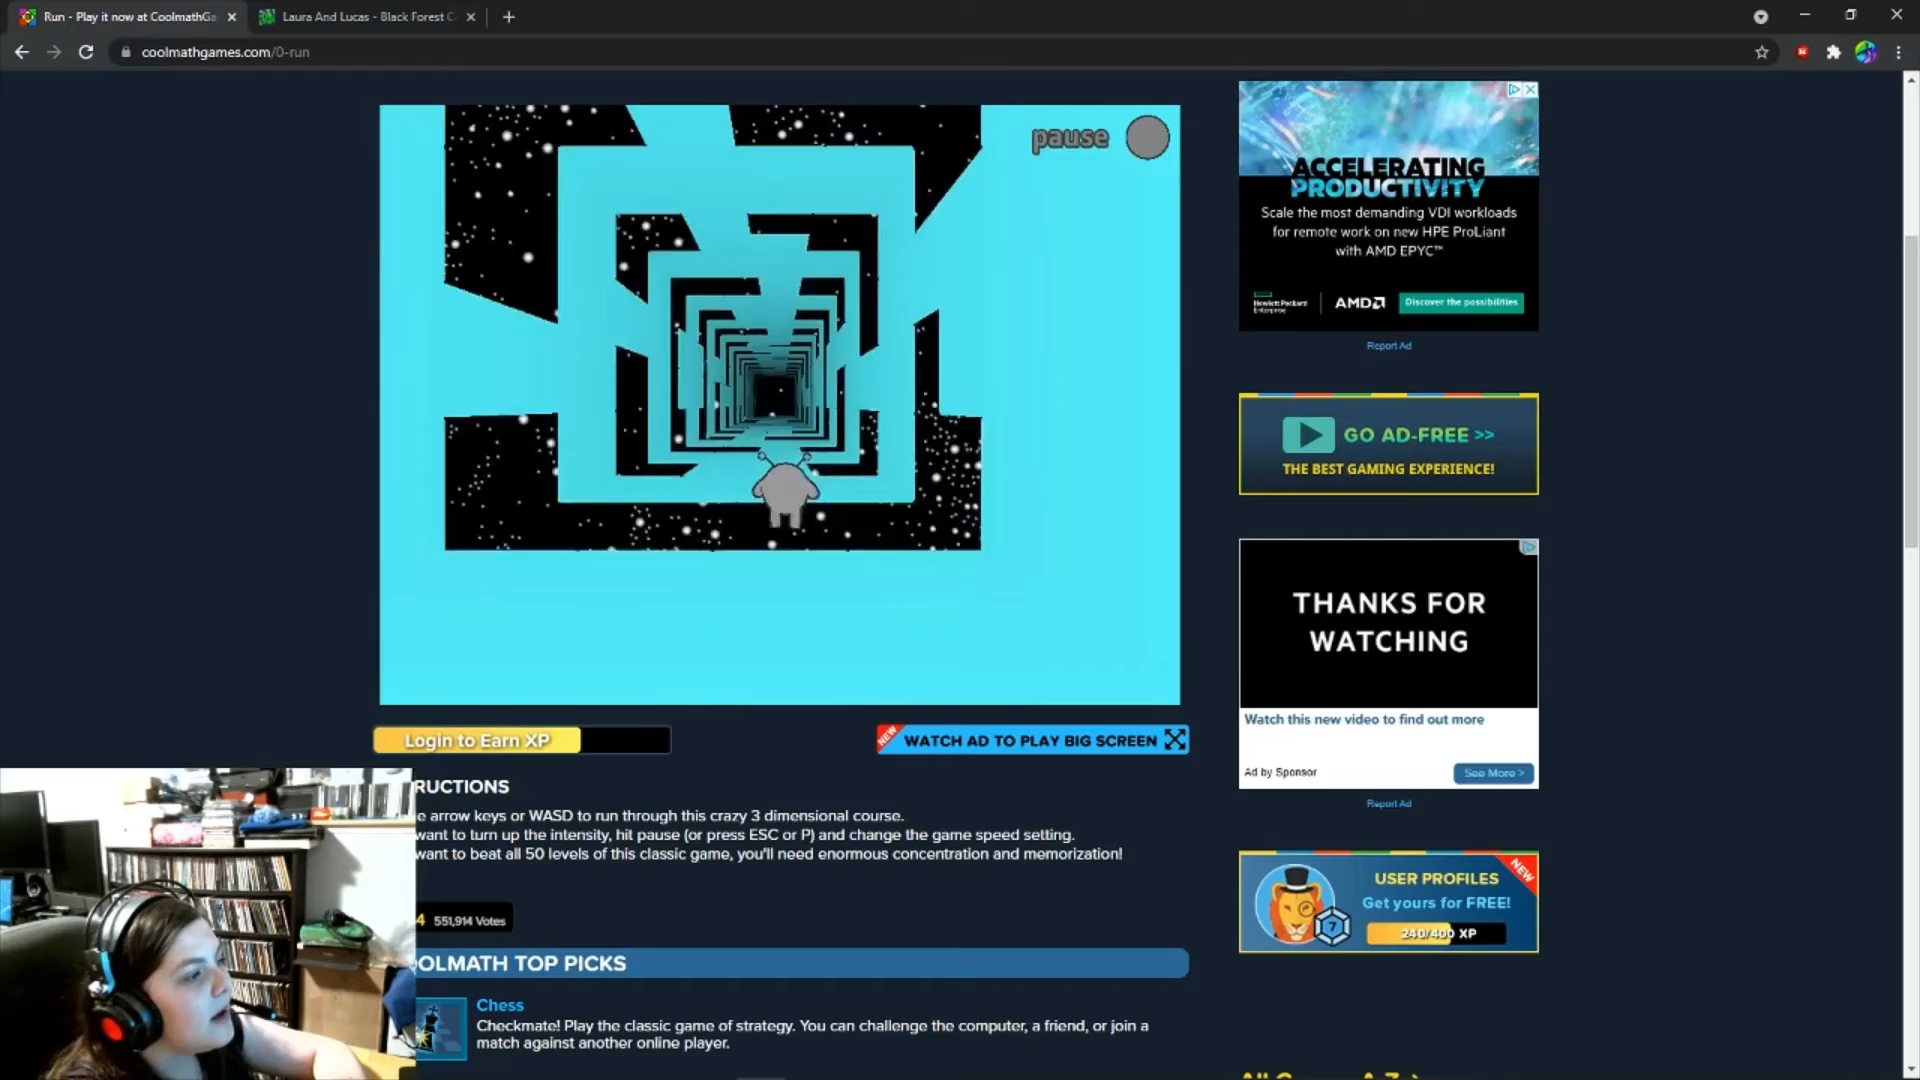 Run - Play it now at CoolmathGa
Laura And Lucas - Black Forest C
coolmathgames.com/0-run
pause
ACCELERATING
PRODUCTIVITY
Scale the most demanding VDI workloads
for remote work on new HPE ProLiant
with AMD EPYC™
Hewlett Packard
Enterprise
AMD
Discover the possibilities
Report Ad
GO AD-FREE >>
THE BEST GAMING EXPERIENCE!
THANKS FOR
WATCHING
Watch this new video to find out more
Ad by Sponsor
See More >
Report Ad
Login to Earn XP
NEW
WATCH AD TO PLAY BIG SCREEN
RUCTIONS
e arrow keys or WASD to run through this crazy 3 dimensional course.
want to turn up the intensity, hit pause (or press ESC or P) and change the game speed setting.
want to beat all 50 levels of this classic game, you'll need enormous concentration and memorization!
4 551,914 Votes
NEW
USER PROFILES
Get yours for FREE!
7
240/400 XP
OLMATH TOP PICKS
Chess
Checkmate! Play the classic game of strategy. You can challenge the computer, a friend, or join a
match against another online player.